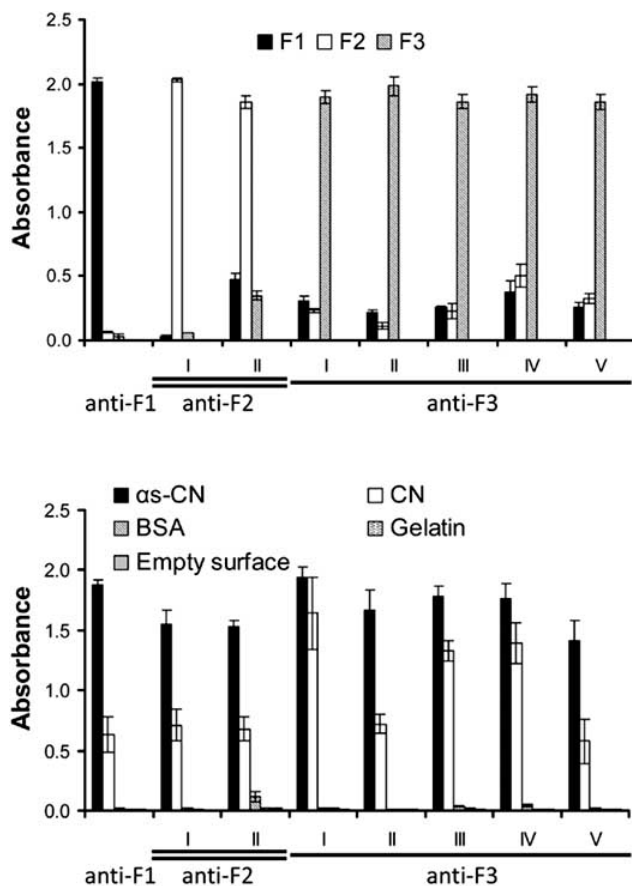 F1 F2 F3
2.5
2.0
1.5
1.0
0.5
0.0
Absorbance
I II I II III IV V
anti-F1 anti-F2 anti-F3
αs-CN CN
BSA Gelatin
Empty surface
2.5
2.0
1.5
1.0
0.5
0.0
Absorbance
I II I II III IV V
anti-F1 anti-F2 anti-F3